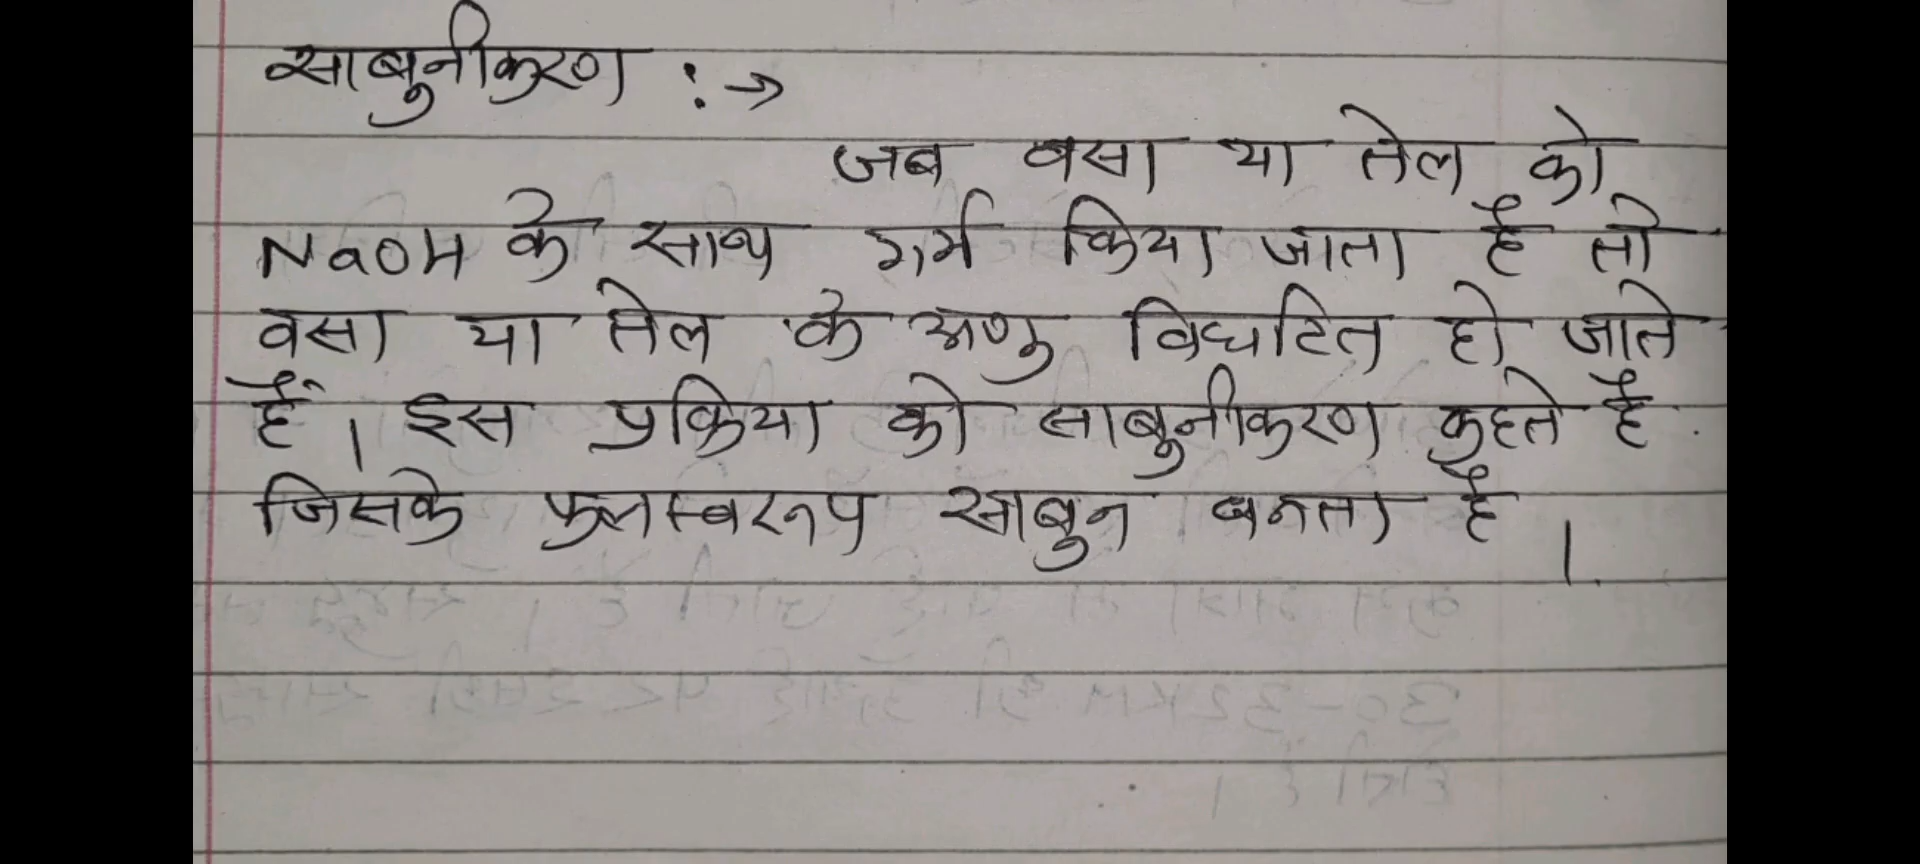 साबुनीकरण :→
जब वसा या तेल को
NaOH के साथ गर्म किया जाता है तो
वसा या तेल के अणु विघटित हो जाते
हैं। इस प्रक्रिया को साबुनीकरण कहते है
जिसके फलस्वरूप साबुन बनता है।